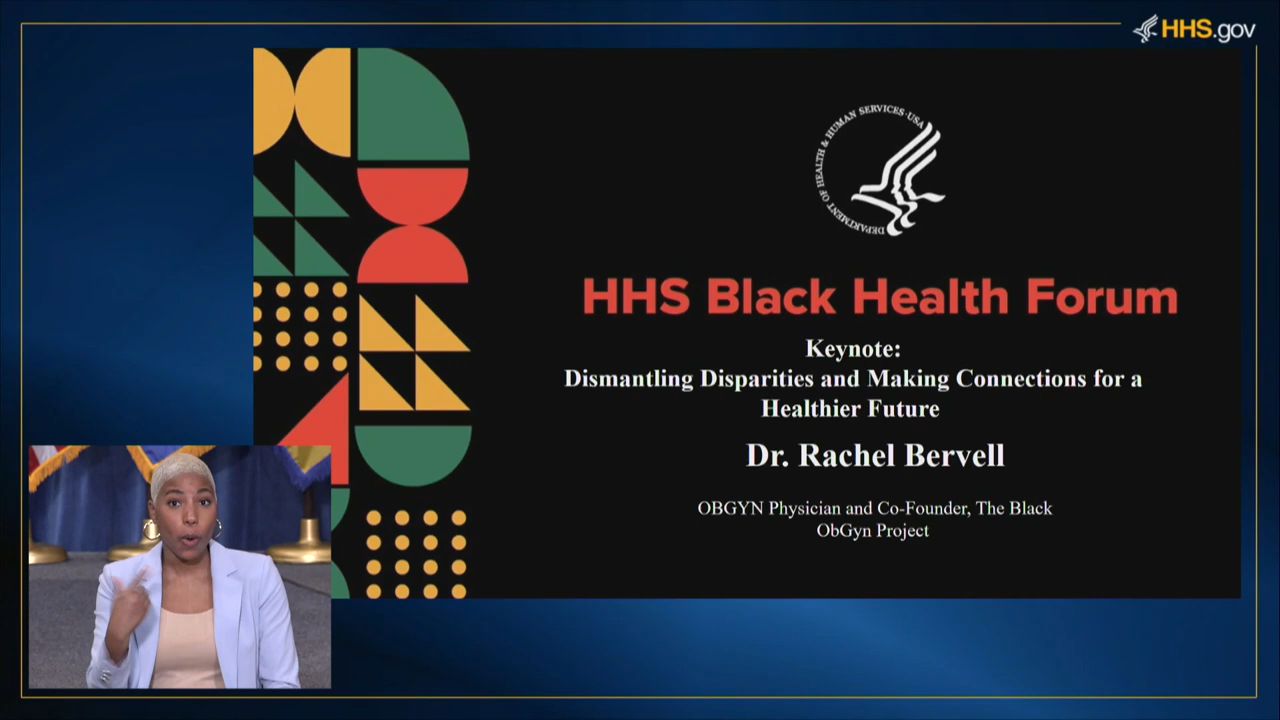 HHS.gov
DEPARTMENT OF HEALTH & HUMAN SERVICES·USA
HHS Black Health Forum
Keynote:
Dismantling Disparities and Making Connections for a
Healthier Future
Dr. Rachel Bervell
OBGYN Physician and Co-Founder, The Black
ObGyn Project